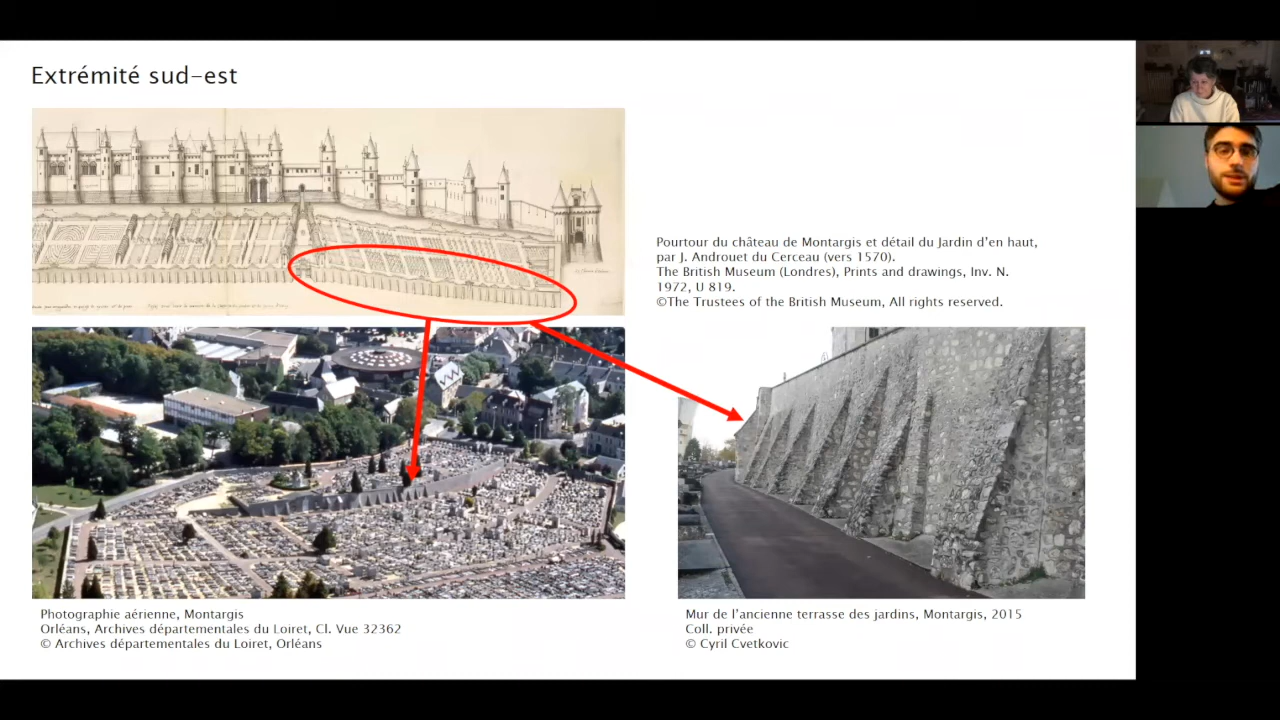 Extrémité sud-est
Pourtour du château de Montargis et détail du Jardin d'en haut,
par J. Androuet du Cerceau (vers 1570).
The British Museum (Londres), Prints and drawings, Inv. N.
1972, U 819.
©The Trustees of the British Museum, All rights reserved.
Photographie aérienne, Montargis
Orléans, Archives départementales du Loiret, Cl. Vue 32362
© Archives départementales du Loiret, Orléans
Mur de l'ancienne terrasse des jardins, Montargis, 2015
Coll. privée
© Cyril Cvetkovic